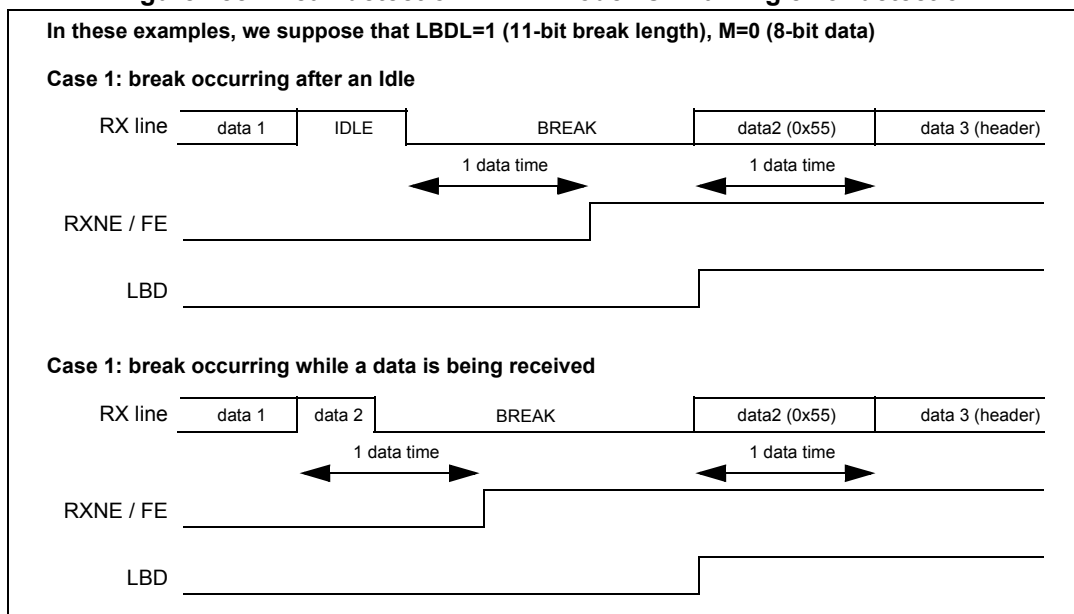 In these examples, we suppose that LBDL=1 (11-bit break length), M=0 (8-bit data)
Case 1: break occurring after an Idle
RX line data 1 IDLE BREAK data2 (0x55) data 3 (header)
1 data time 1 data time
RXNE / FE
LBD
Case 1: break occurring while a data is being received
RX line data 1 data 2 BREAK data2 (0x55) data 3 (header)
1 data time 1 data time
RXNE / FE
LBD